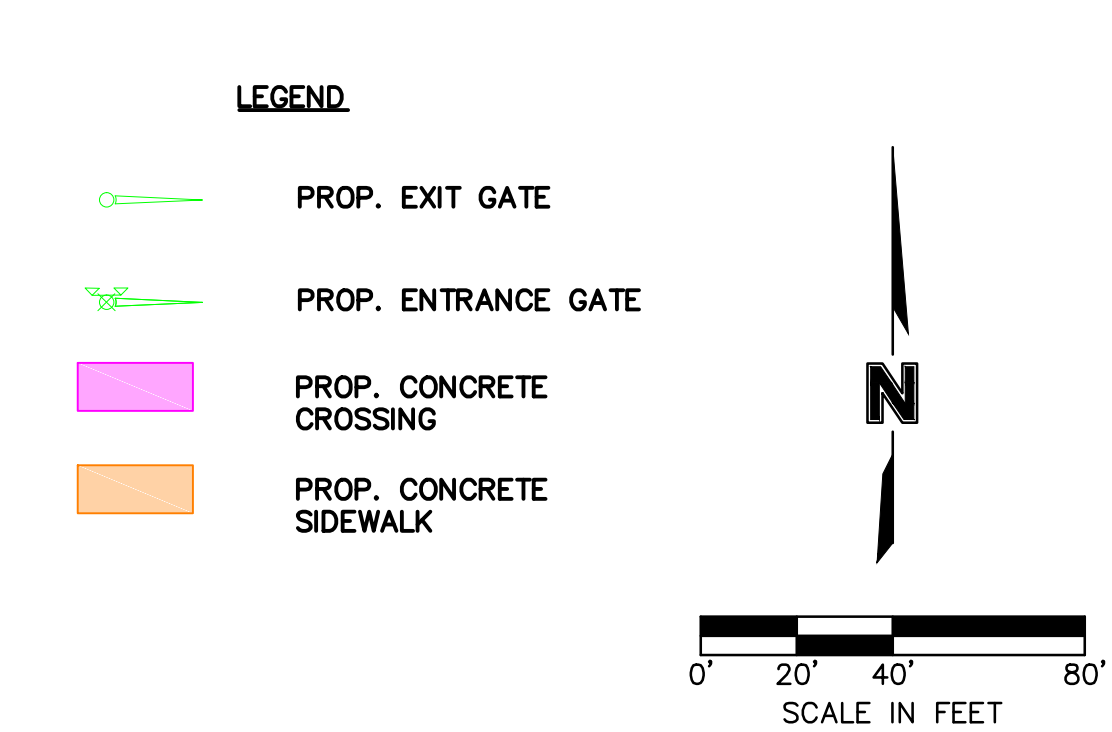 LEGEND
PROP. EXIT GATE
PROP. ENTRANCE GATE
PROP. CONCRETE
CROSSING
PROP. CONCRETE
SIDEWALK
N
0' 20' 40' 80'
SCALE IN FEET